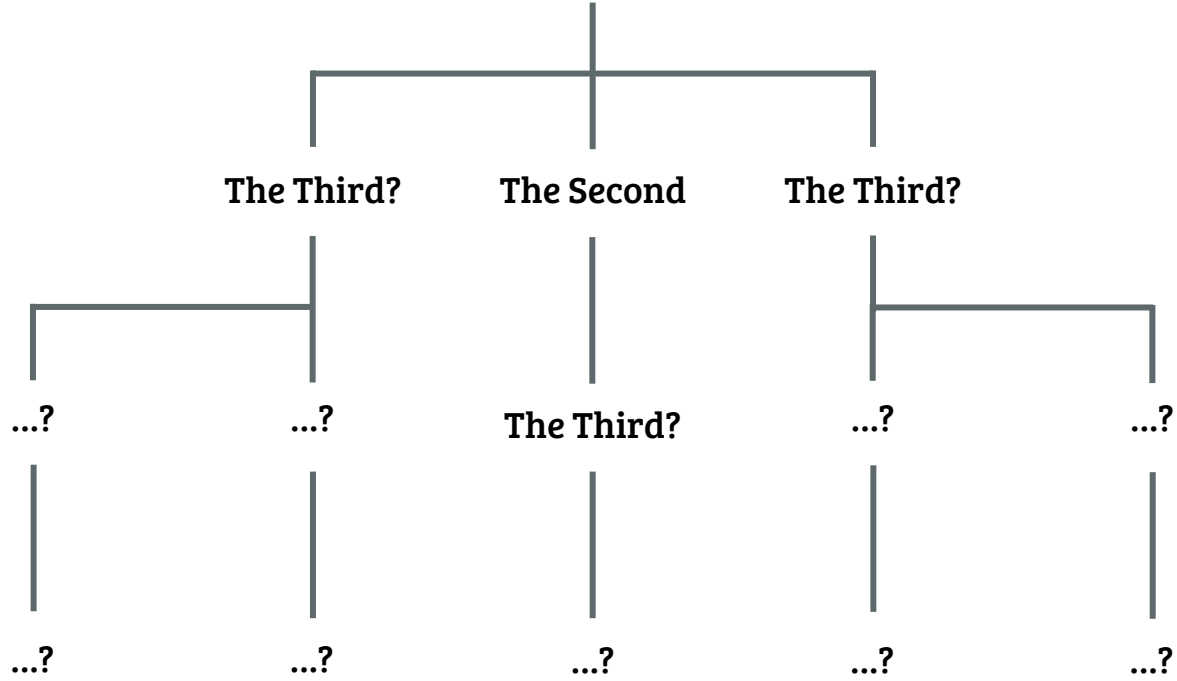 The Third? The Second The Third?
...? ...? The Third? ...? ...?
...? ...? ...? ...? ...?